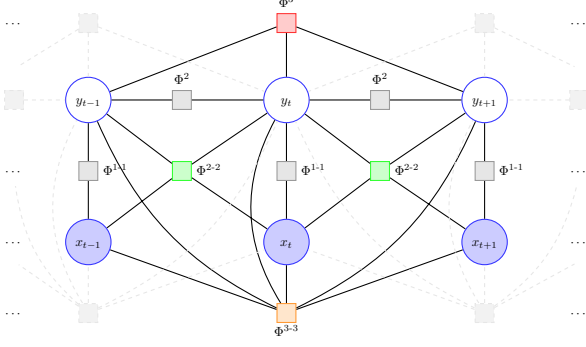 Φ³
... ...
Φ² Φ²
y_{t−1} y_t y_{t+1}
... Φ^{1-1} Φ^{2-2} Φ^{1-1} Φ^{2-2} Φ^{1-1} ...
... x_{t−1} x_t x_{t+1} ...
... ...
Φ^{3-3}